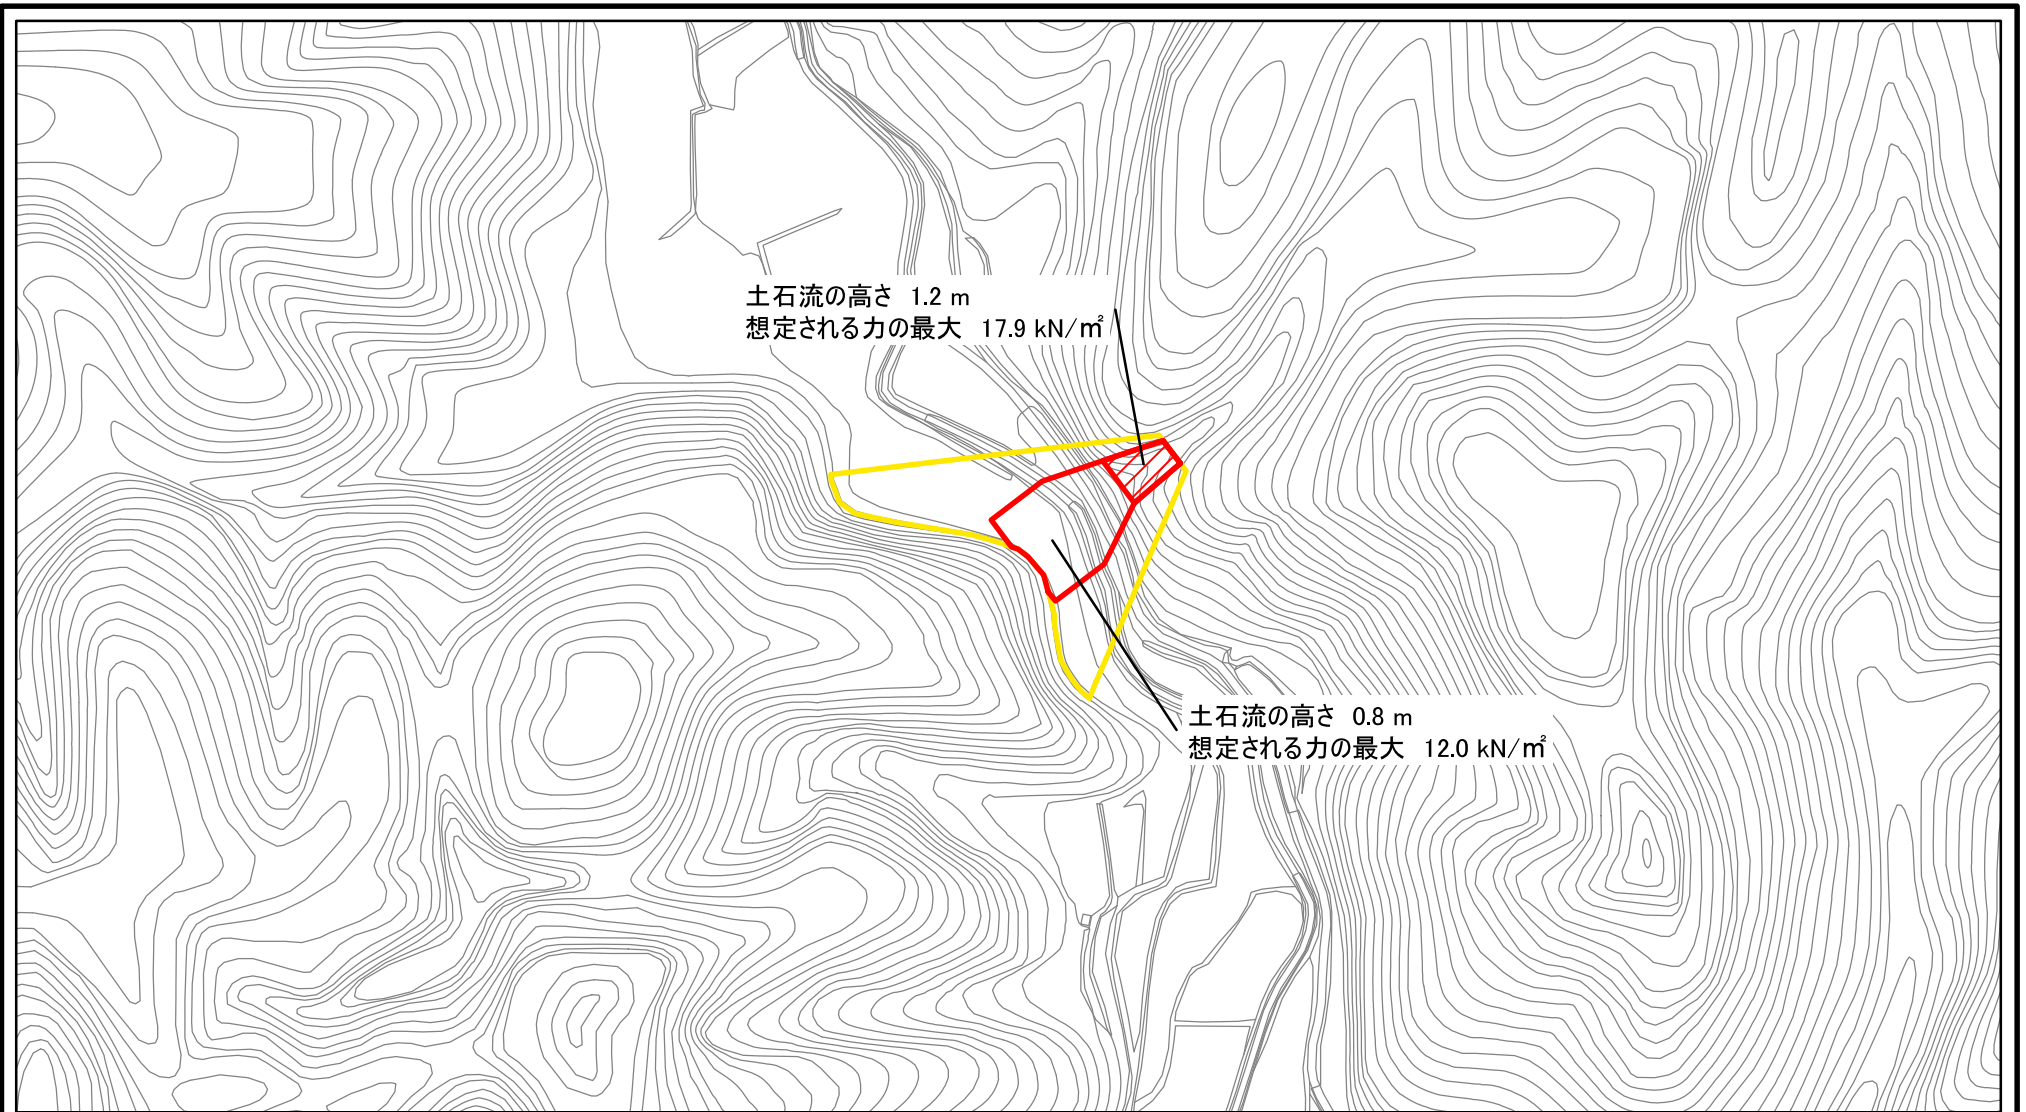 土石流の高さ 1.2 m
想定される力の最大 17.9 kN/㎡
土石流の高さ 0.8 m
想定される力の最大 12.0 kN/㎡